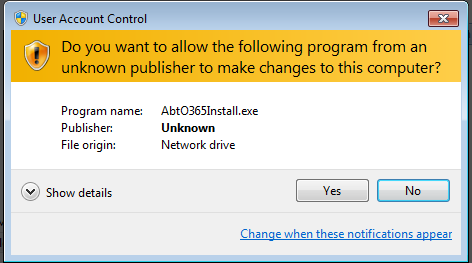 User Account Control
Do you want to allow the following program from an
unknown publisher to make changes to this computer?
Program name: AbtO365Install.exe
Publisher: Unknown
File origin: Network drive
Show details
Yes No
Change when these notifications appear